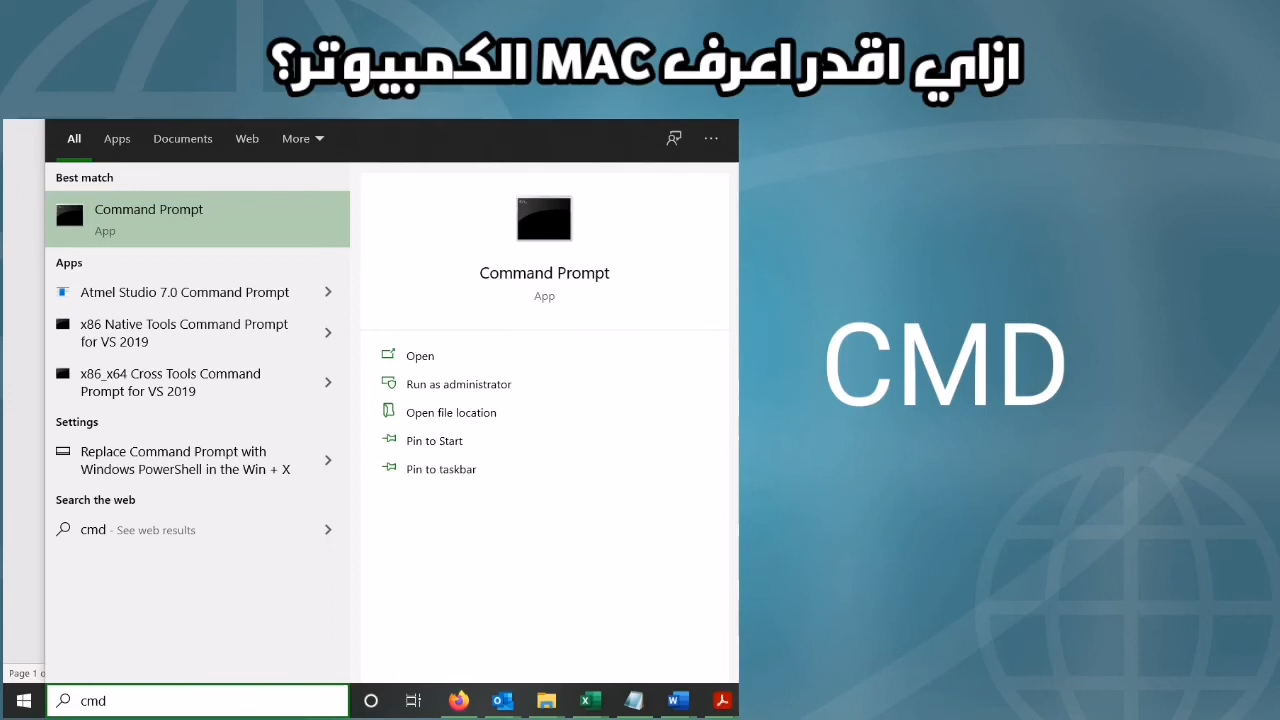 ازاي اقدر اعرف MAC الكمبيوتر؟
All Apps Documents Web More
Best match
Command Prompt
App
Apps
Atmel Studio 7.0 Command Prompt
x86 Native Tools Command Prompt
for VS 2019
x86_x64 Cross Tools Command
Prompt for VS 2019
Settings
Replace Command Prompt with
Windows PowerShell in the Win + X
Search the web
cmd - See web results
Command Prompt
App
Open
Run as administrator
Open file location
Pin to Start
Pin to taskbar
CMD
Page 1 o
cmd